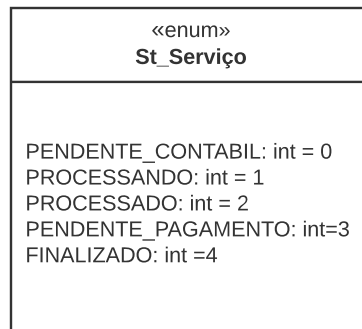 «enum»
St_Serviço
PENDENTE_CONTABIL: int = 0
PROCESSANDO: int = 1
PROCESSADO: int = 2
PENDENTE_PAGAMENTO: int=3
FINALIZADO: int =4